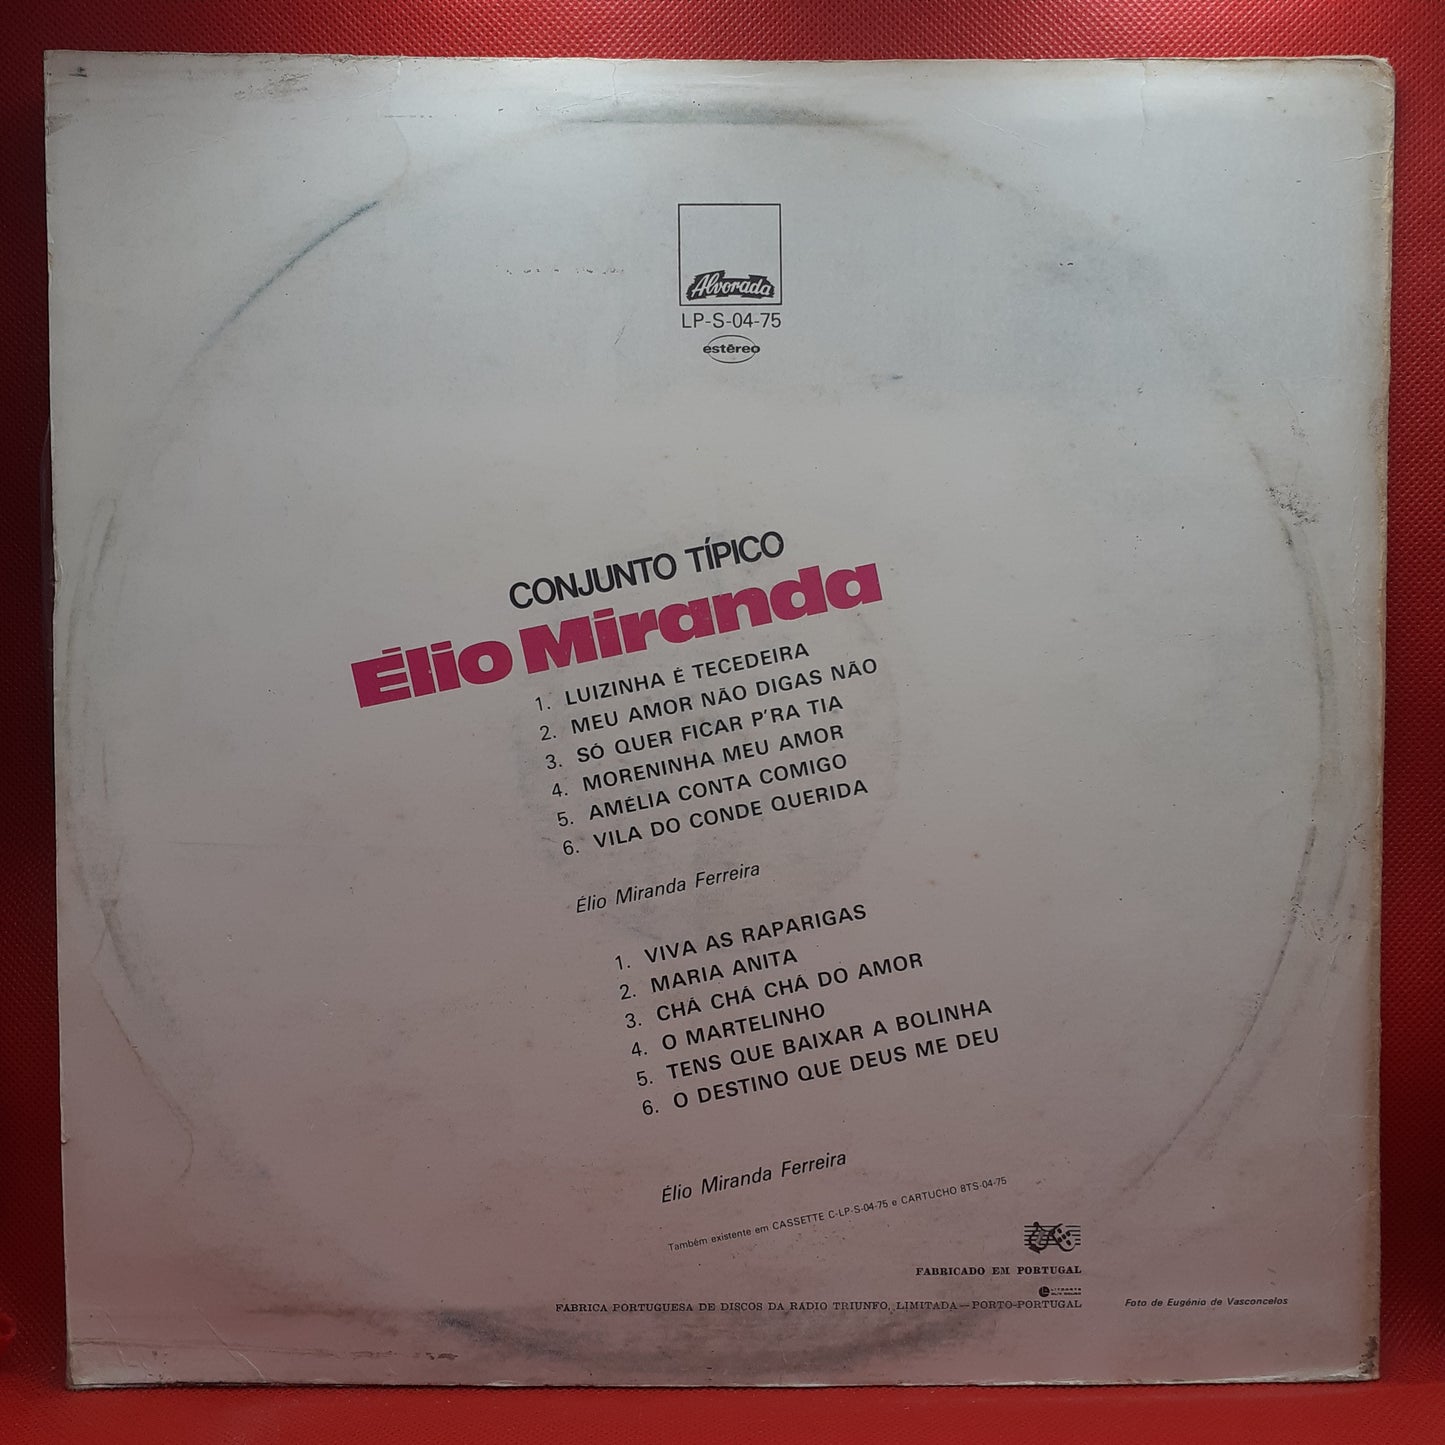 Alvorada
LP-S-04-75
estéreo
CONJUNTO TÍPICO
Élio Miranda
1. LUIZINHA É TECEDEIRA
2. MEU AMOR NÃO DIGAS NÃO
3. SÓ QUER FICAR P'RA TIA
4. MORENINHA MEU AMOR
5. AMÉLIA CONTA COMIGO
6. VILA DO CONDE QUERIDA
Élio Miranda Ferreira
1. VIVA AS RAPARIGAS
2. MARIA ANITA
3. CHÁ CHÁ CHÁ DO AMOR
4. O MARTELINHO
5. TENS QUE BAIXAR A BOLINHA
6. O DESTINO QUE DEUS ME DEU
Élio Miranda Ferreira
Também existente em CASSETTE C-LP-S-04-75 e CARTUCHO 8TS-04-75
FABRICADO EM PORTUGAL
FÁBRICA PORTUGUESA DE DISCOS DA RÁDIO TRIUNFO, LIMITADA — PORTO-PORTUGAL
Foto de Eugénio de Vasconcelos